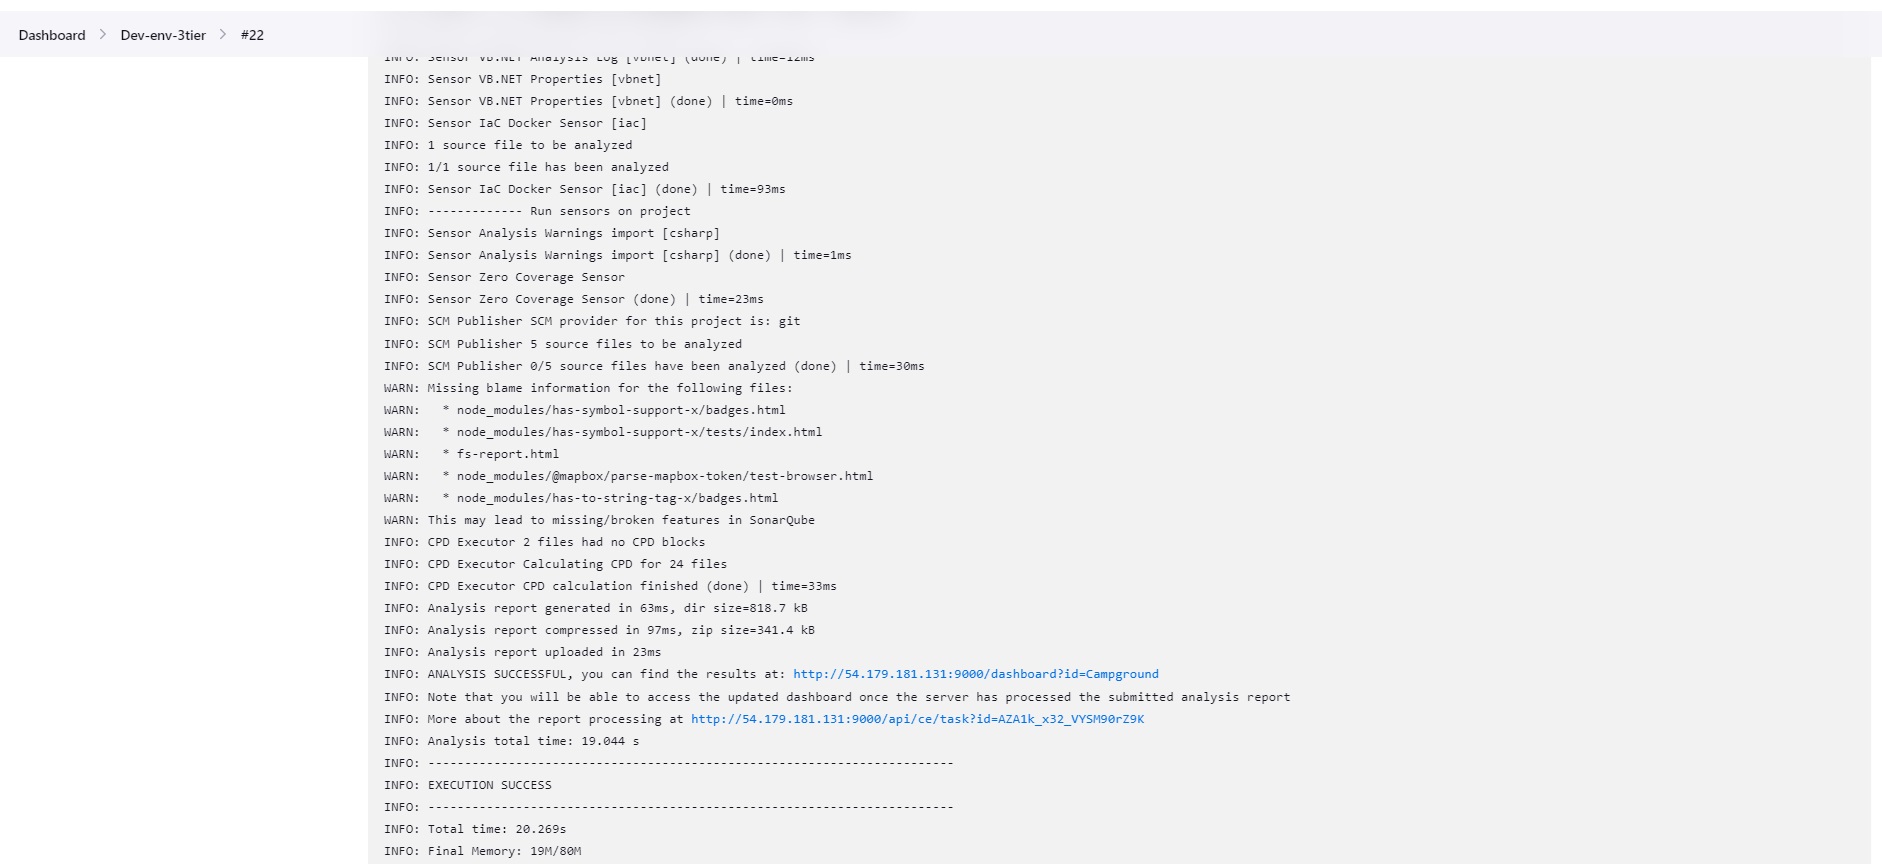 Dashboard > Dev-env-3tier > #22
INFO: Sensor VB.NET Analysis Log [vbnet] (done) | time=12ms
INFO: Sensor VB.NET Properties [vbnet]
INFO: Sensor VB.NET Properties [vbnet] (done) | time=0ms
INFO: Sensor IaC Docker Sensor [iac]
INFO: 1 source file to be analyzed
INFO: 1/1 source file has been analyzed
INFO: Sensor IaC Docker Sensor [iac] (done) | time=93ms
INFO: ------------- Run sensors on project
INFO: Sensor Analysis Warnings import [csharp]
INFO: Sensor Analysis Warnings import [csharp] (done) | time=1ms
INFO: Sensor Zero Coverage Sensor
INFO: Sensor Zero Coverage Sensor (done) | time=23ms
INFO: SCM Publisher SCM provider for this project is: git
INFO: SCM Publisher 5 source files to be analyzed
INFO: SCM Publisher 0/5 source files have been analyzed (done) | time=30ms
WARN: Missing blame information for the following files:
WARN:   * node_modules/has-symbol-support-x/badges.html
WARN:   * node_modules/has-symbol-support-x/tests/index.html
WARN:   * fs-report.html
WARN:   * node_modules/@mapbox/parse-mapbox-token/test-browser.html
WARN:   * node_modules/has-to-string-tag-x/badges.html
WARN: This may lead to missing/broken features in SonarQube
INFO: CPD Executor 2 files had no CPD blocks
INFO: CPD Executor Calculating CPD for 24 files
INFO: CPD Executor CPD calculation finished (done) | time=33ms
INFO: Analysis report generated in 63ms, dir size=818.7 kB
INFO: Analysis report compressed in 97ms, zip size=341.4 kB
INFO: Analysis report uploaded in 23ms
INFO: ANALYSIS SUCCESSFUL, you can find the results at: http://54.179.181.131:9000/dashboard?id=Campground
INFO: Note that you will be able to access the updated dashboard once the server has processed the submitted analysis report
INFO: More about the report processing at http://54.179.181.131:9000/api/ce/task?id=AZA1k_x32_VYSM90rZ9K
INFO: Analysis total time: 19.044 s
INFO: ------------------------------------------------------------------------
INFO: EXECUTION SUCCESS
INFO: ------------------------------------------------------------------------
INFO: Total time: 20.269s
INFO: Final Memory: 19M/80M